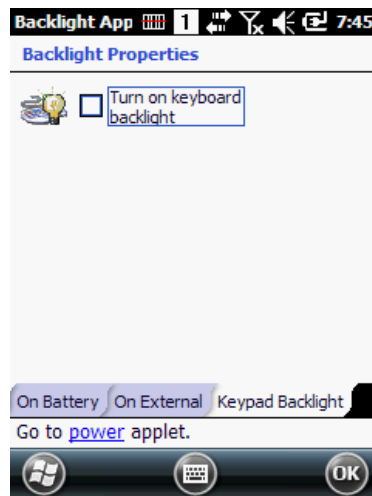 Backlight App 1 7:45
Backlight Properties
Turn on keyboard
backlight
On Battery On External Keypad Backlight
Go to power applet.
OK